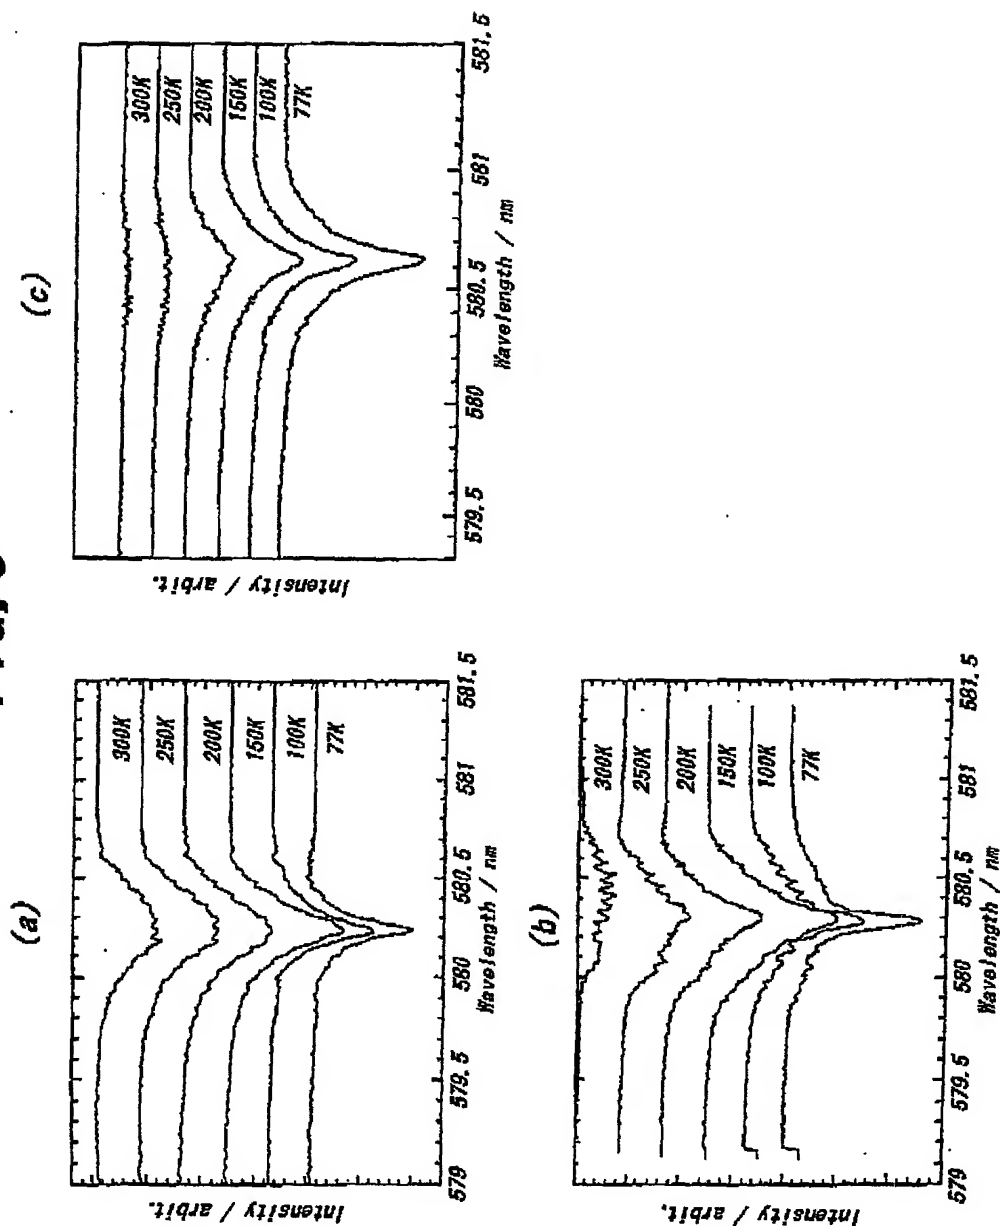 (a)
300K
250K
200K
150K
100K
77K
Intensity / arbit.
579 579.5 580 580.5 581 581.5
Wavelength / nm
(b)
300K
250K
200K
150K
100K
77K
Intensity / arbit.
579 579.5 580 580.5 581 581.5
Wavelength / nm
(c)
300K
250K
200K
150K
100K
77K
Intensity / arbit.
579.5 580 580.5 581 581.5
Wavelength / nm